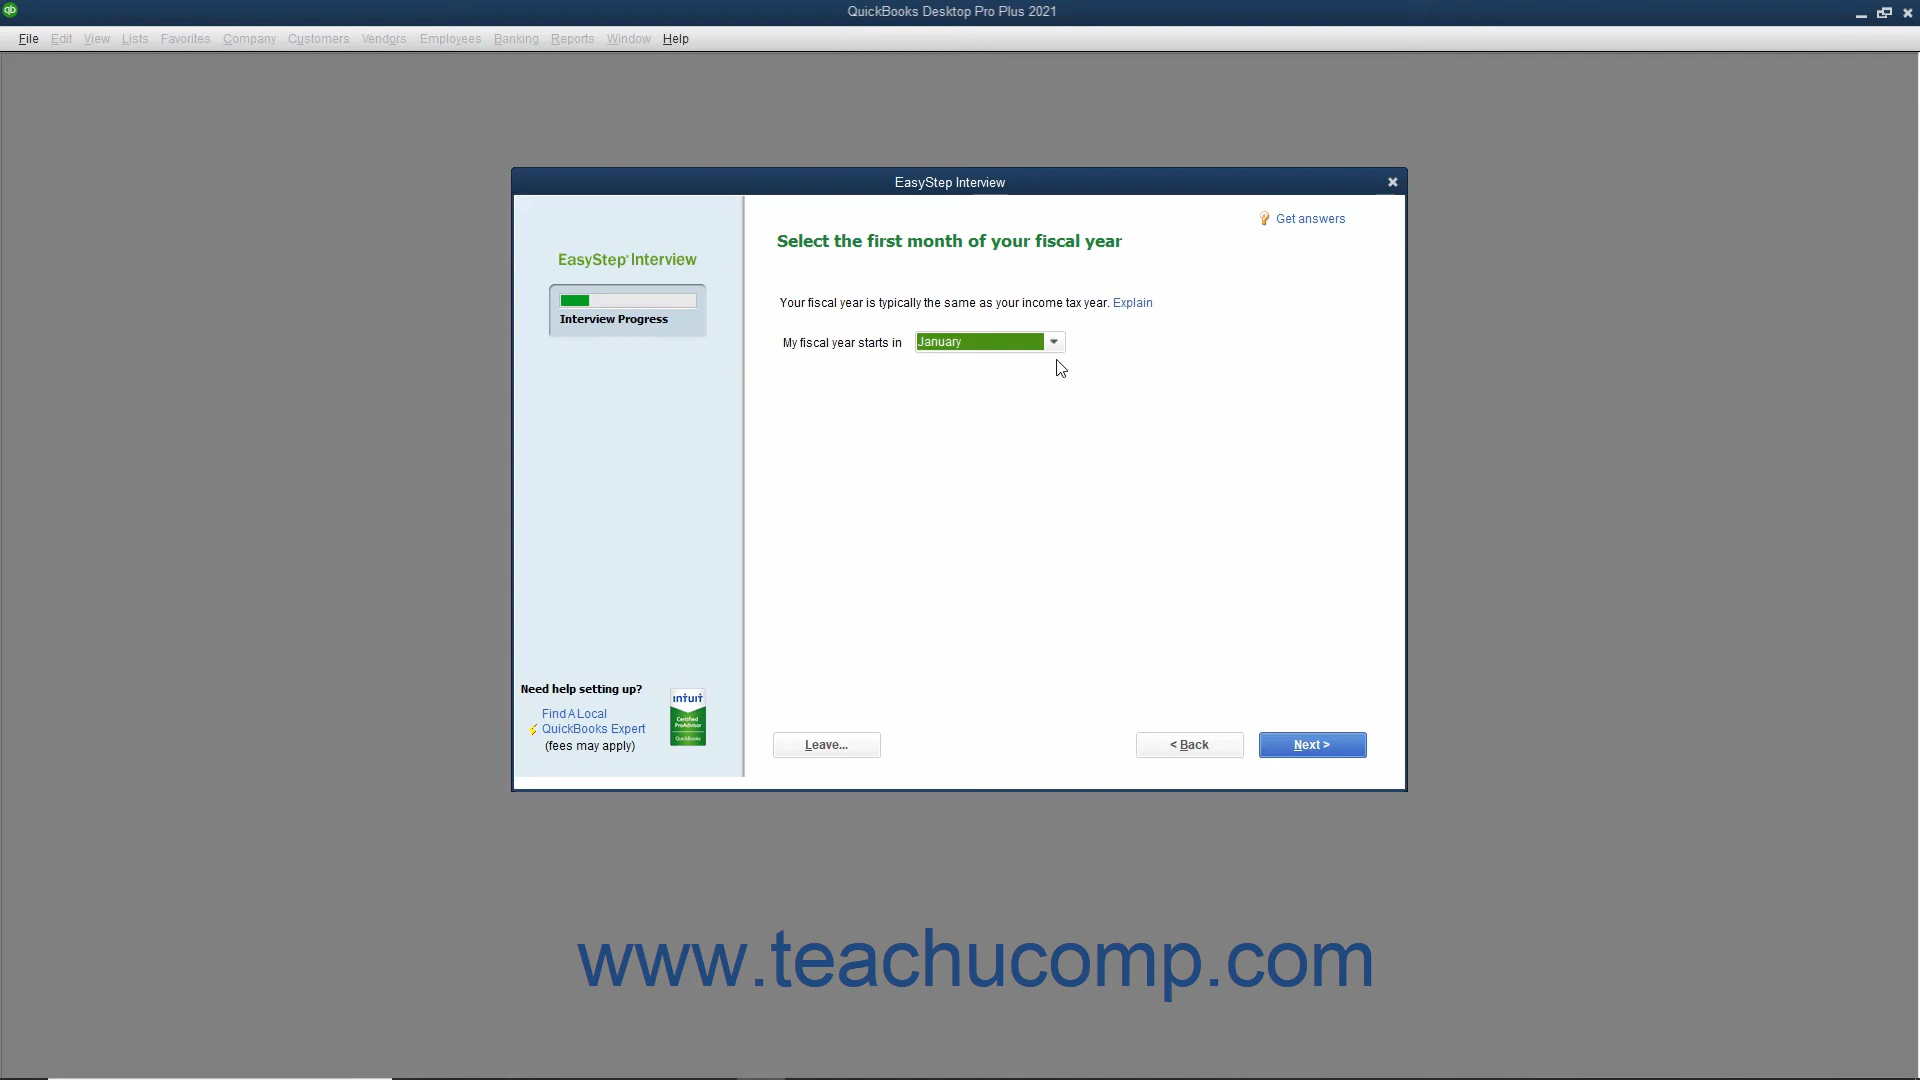 QuickBooks Desktop Pro Plus 2021
File Edit View Lists Favorites Company Customers Vendors Employees Banking Reports Window Help
EasyStep Interview
Get answers
Select the first month of your fiscal year
EasyStep® Interview
Interview Progress
Your fiscal year is typically the same as your income tax year. Explain
My fiscal year starts in January
Need help setting up?
Find A Local
QuickBooks Expert
(fees may apply)
intuit
Certified
ProAdvisor
QuickBooks
Leave...
< Back
Next >
www.teachucomp.com